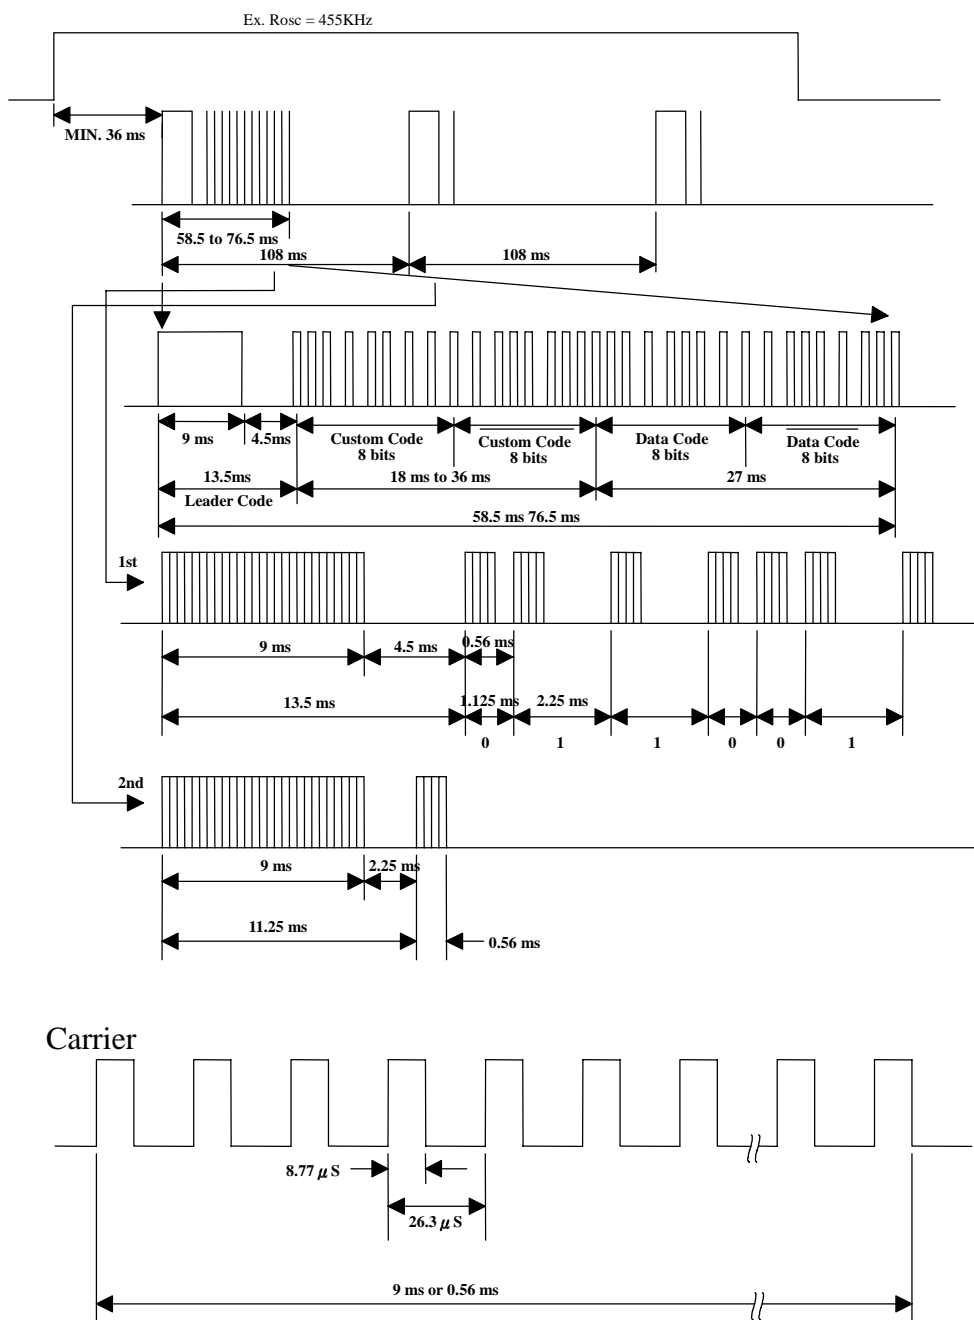 Ex. Rosc = 455KHz
MIN. 36 ms
58.5 to 76.5 ms
108 ms
108 ms
9 ms
4.5ms
Custom Code
8 bits
Custom Code
8 bits
Data Code
8 bits
Data Code
8 bits
13.5ms
Leader Code
18 ms to 36 ms
27 ms
58.5 ms 76.5 ms
1st
9 ms
4.5 ms
0.56 ms
13.5 ms
1.125 ms
2.25 ms
0
1
1
0
0
1
2nd
9 ms
2.25 ms
11.25 ms
0.56 ms
Carrier
8.77 μ S
26.3 μ S
9 ms or 0.56 ms